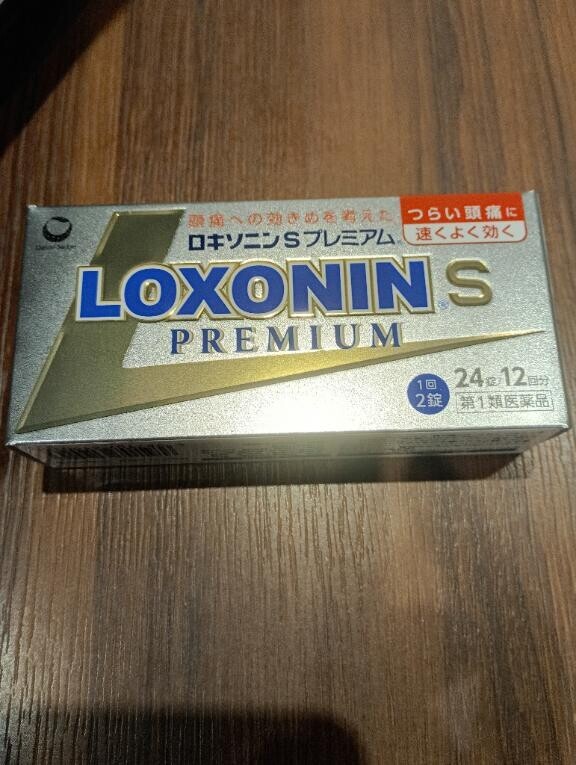 頭痛への効きめを考えた
つらい頭痛に
速くよく効く
ロキソニンSプレミアム
LOXONIN S
PREMIUM
1回
2錠
24錠/12回分
第1類医薬品